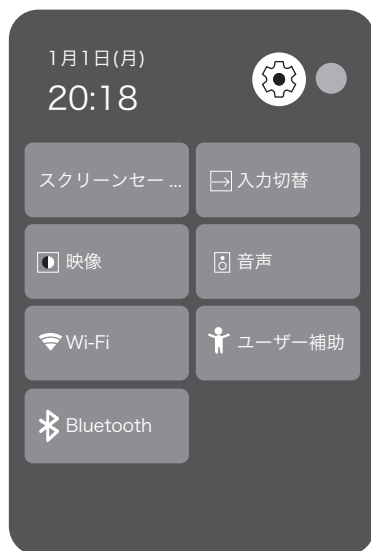 1月1日(月)
20:18
スクリーンセー ...
入力切替
映像
音声
Wi-Fi
ユーザー補助
Bluetooth